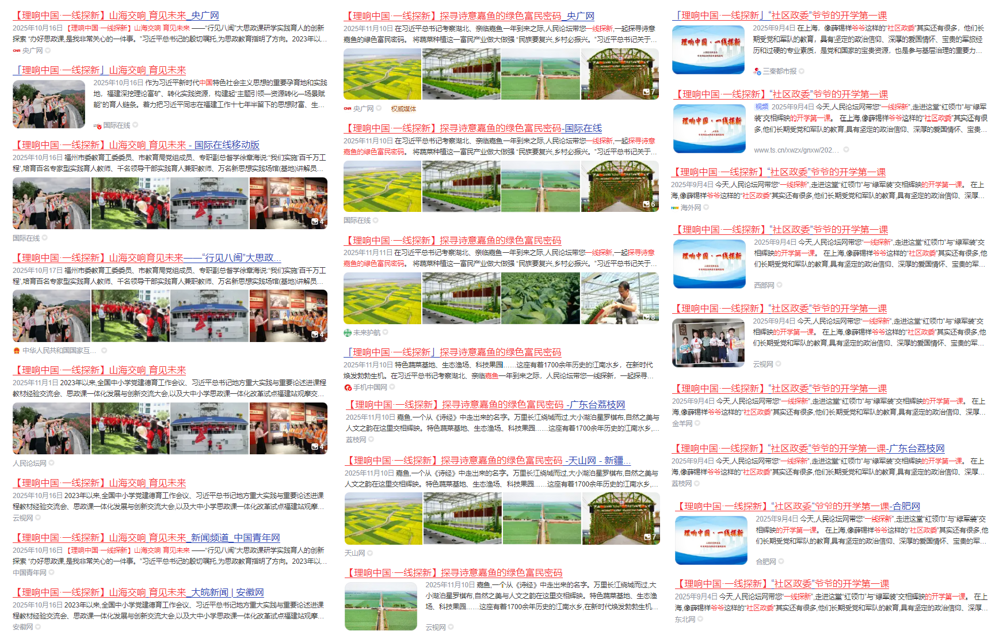 【理响中国·一线探新】山海交响 育见未来_央广网
2025年10月16日 【理响中国·一线探新】山海交响 育见未来 ——“行见八闽”大思政课研学实践育人的创新
探索 “办好思政课,是我非常关心的一件事。”习近平总书记的殷切嘱托,为思政教育指明了方向。2023年以...
CNR 央广网
「理响中国·一线探新」山海交响 育见未来
2025年10月16日 作为习近平新时代中国特色社会主义思想的重要孕育地和实践
地，福建深挖理论富矿、转化实践资源，构建起“主题引领—资源转化—场景赋
能”的育人链条。着力把习近平同志在福建工作十七年半留下的思想财富、生...
国际在线
【理响中国·一线探新】山海交响 育见未来 - 国际在线移动版
2025年10月16日 福州市委教育工委委员、市教育局党组成员、专职副总督学徐章海说:“我们实施‘百千万工
程’,培育百名专家型实践育人教师、千名领导干部实践育人兼职教师、万名新思想实践场馆(基地)讲解员...
4
国际在线
【理响中国·一线探新】山海交响育见未来——“行见八闽”大思政...
2025年10月17日 福州市委教育工委委员、市教育局党组成员、专职副总督学徐章海说:“我们实施‘百千万工
程’,培育百名专家型实践育人教师、千名领导干部实践育人兼职教师、万名新思想实践场馆(基地)讲解员...
4
中华人民共和国国家互...
【理响中国·一线探新】山海交响 育见未来
2025年11月1日 2023年以来,全国中小学党建德育工作会议、习近平总书记地方重大实践与重要论述进课程
教材经验交流会、思政课一体化发展与创新交流大会,以及大中小学思政课一体化改革试点福建站观摩交...
4
人民论坛网
【理响中国·一线探新】山海交响 育见未来
2025年10月16日 2023年以来,全国中小学党建德育工作会议、习近平总书记地方重大实践与重要论述进课
程教材经验交流会、思政课一体化发展与创新交流大会,以及大中小学思政课一体化改革试点福建站观摩...
云视网
【理响中国·一线探新】山海交响 育见未来_新闻频道_中国青年网
2025年10月16日 【理响中国·一线探新】山海交响 育见未来 ——“行见八闽”大思政课研学实践育人的创新
探索 “办好思政课,是我非常关心的一件事。”习近平总书记的殷切嘱托,为思政教育指明了方向。2023年以...
中国青年网
【理响中国·一线探新】山海交响 育见未来_大皖新闻 | 安徽网
2025年10月16日 2023年以来,全国中小学党建德育工作会议、习近平总书记地方重大实践与重要论述进课
程教材经验交流会、思政课一体化发展与创新交流大会,以及大中小学思政课一体化改革试点福建站观摩...
安徽网
【理响中国·一线探新】探寻诗意嘉鱼的绿色富民密码_央广网
2025年11月10日 在习近平总书记考察湖北、亲临嘉鱼一年到来之际,人民论坛带您一线探新,一起探寻诗意
嘉鱼的绿色富民密码。 将蔬菜种植这一富民产业做大做强 “民族要复兴,乡村必振兴。”习近平总书记关于...
7
CNR 央广网 权威媒体
【理响中国·一线探新】探寻诗意嘉鱼的绿色富民密码-国际在线
2025年11月10日 在习近平总书记考察湖北、亲临嘉鱼一年到来之际,人民论坛网带您一线探新,一起探寻诗意
嘉鱼的绿色富民密码。 将蔬菜种植这一富民产业做大做强 “民族要复兴,乡村必振兴。”习近平总书记关于...
6
国际在线
【理响中国·一线探新】探寻诗意嘉鱼的绿色富民密码
2025年11月11日 在习近平总书记考察湖北、亲临嘉鱼一年到来之际,人民论坛网带您一线探新,一起探寻诗意
嘉鱼的绿色富民密码。 将蔬菜种植这一富民产业做大做强 “民族要复兴,乡村必振兴。”习近平总书记关于...
8
未来护航
「理响中国·一线探新」探寻诗意嘉鱼的绿色富民密码
2025年11月10日 特色蔬菜基地、生态渔场、科技果园……这座有着1700余年历史的江南水乡，在新时代
焕发勃勃生机。在习近平总书记考察湖北、亲临嘉鱼一年到来之际，人民论坛网带您一线探新，一起探寻...
手机中国网
【理响中国·一线探新】探寻诗意嘉鱼的绿色富民密码 -广东台荔枝网
2025年11月10日 嘉鱼,一个从《诗经》中走出来的名字。万里长江绕城而过,大小湖泊星罗棋布,自然之美与
人文之韵在这里交相辉映。特色蔬菜基地、生态渔场、科技果园……这座有着1700余年历史的江南水乡,...
荔枝网
【理响中国·一线探新】探寻诗意嘉鱼的绿色富民密码 -天山网 - 新疆...
2025年11月10日 嘉鱼,一个从《诗经》中走出来的名字。万里长江绕城而过,大小湖泊星罗棋布,自然之美与
人文之韵在这里交相辉映。特色蔬菜基地、生态渔场、科技果园……这座有着1700余年历史的江南水乡,...
7
天山网
【理响中国·一线探新】探寻诗意嘉鱼的绿色富民密码
2025年11月10日 嘉鱼,一个从《诗经》中走出来的名字。万里长江绕城而过,大
小湖泊星罗棋布,自然之美与人文之韵在这里交相辉映。特色蔬菜基地、生态渔
场、科技果园……这座有着1700余年历史的江南水乡,在新时代焕发勃勃生机...
云视网
「理响中国·一线探新」“社区政委”爷爷的开学第一课
理响中国·一线探新
2025年9月4日 在上海，像薛锡祥爷爷这样的“社区政委”其实还有很多，他们长
期受党和军队的教育，具有坚定的政治信仰、深厚的爱国情怀、宝贵的军旅经
历和过硬的专业素质，是党和国家的宝贵资源，也是参与基层治理的重要力...
三秦都市报
【理响中国·一线探新】“社区政委”爷爷的开学第一课
理响中国·一线探新
视频 2025年9月4日 今天,人民论坛网带您“一线探新”,走进这堂“红领巾”与“绿军
装”交相辉映的开学第一课。 在上海,像薛锡祥爷爷这样的“社区政委”其实还有很
多,他们长期受党和军队的教育,具有坚定的政治信仰、深厚的爱国情怀、宝贵...
www.ts.cn/xwzx/gnxw/202...
【理响中国·一线探新】“社区政委”爷爷的开学第一课
2025年9月4日 今天,人民论坛网带您“一线探新”,走进这堂“红领巾”与“绿军装”交相辉映的开学第一课。 在上
海,像薛锡祥爷爷这样的“社区政委”其实还有很多,他们长期受党和军队的教育,具有坚定的政治信仰、深厚...
海外网
【理响中国·一线探新】“社区政委”爷爷的开学第一课
理响中国·一线探新
2025年9月4日 今天,人民论坛网带您“一线探新”,走进这堂“红领巾”与“绿军装”交
相辉映的开学第一课。 在上海,像薛锡祥爷爷这样的“社区政委”其实还有很多,他
们长期受党和军队的教育,具有坚定的政治信仰、深厚的爱国情怀、宝贵的军...
西部网
【理响中国·一线探新】“社区政委”爷爷的开学第一课
2025年9月4日 今天,人民论坛网带您“一线探新”,走进这堂“红领巾”与“绿军装”交
相辉映的开学第一课。 在上海,像薛锡祥爷爷这样的“社区政委”其实还有很多,他
们长期受党和军队的教育,具有坚定的政治信仰、深厚的爱国情怀、宝贵的军...
云视网
【理响中国·一线探新】“社区政委”爷爷的开学第一课
2025年9月4日 今天,人民论坛网带您“一线探新”,走进这堂“红领巾”与“绿军装”交相辉映的开学第一课。 在上
海,像薛锡祥爷爷这样的“社区政委”其实还有很多,他们长期受党和军队的教育,具有坚定的政治信仰、深厚...
金羊网
【理响中国·一线探新】“社区政委”爷爷的开学第一课-广东台荔枝网
2025年9月4日 今天,人民论坛网带您“一线探新”,走进这堂“红领巾”与“绿军装”交相辉映的开学第一课。 在上
海,像薛锡祥爷爷这样的“社区政委”其实还有很多,他们长期受党和军队的教育,具有坚定的政治信仰、深厚...
荔枝网
【理响中国·一线探新】“社区政委”爷爷的开学第一课-合肥网
理响中国·一线探新
2025年9月4日 今天,人民论坛网带您“一线探新”,走进这堂“红领巾”与“绿军装”交
相辉映的开学第一课。 在上海,像薛锡祥爷爷这样的“社区政委”其实还有很多,他
们长期受党和军队的教育,具有坚定的政治信仰、深厚的爱国情怀、宝贵的军...
合肥网
【理响中国·一线探新】“社区政委”爷爷的开学第一课
2025年9月4日 今天,人民论坛网带您“一线探新”,走进这堂“红领巾”与“绿军装”交相辉映的开学第一课。 在上
海,像薛锡祥爷爷这样的“社区政委”其实还有很多,他们长期受党和军队的教育,具有坚定的政治信仰、深厚...
东北网